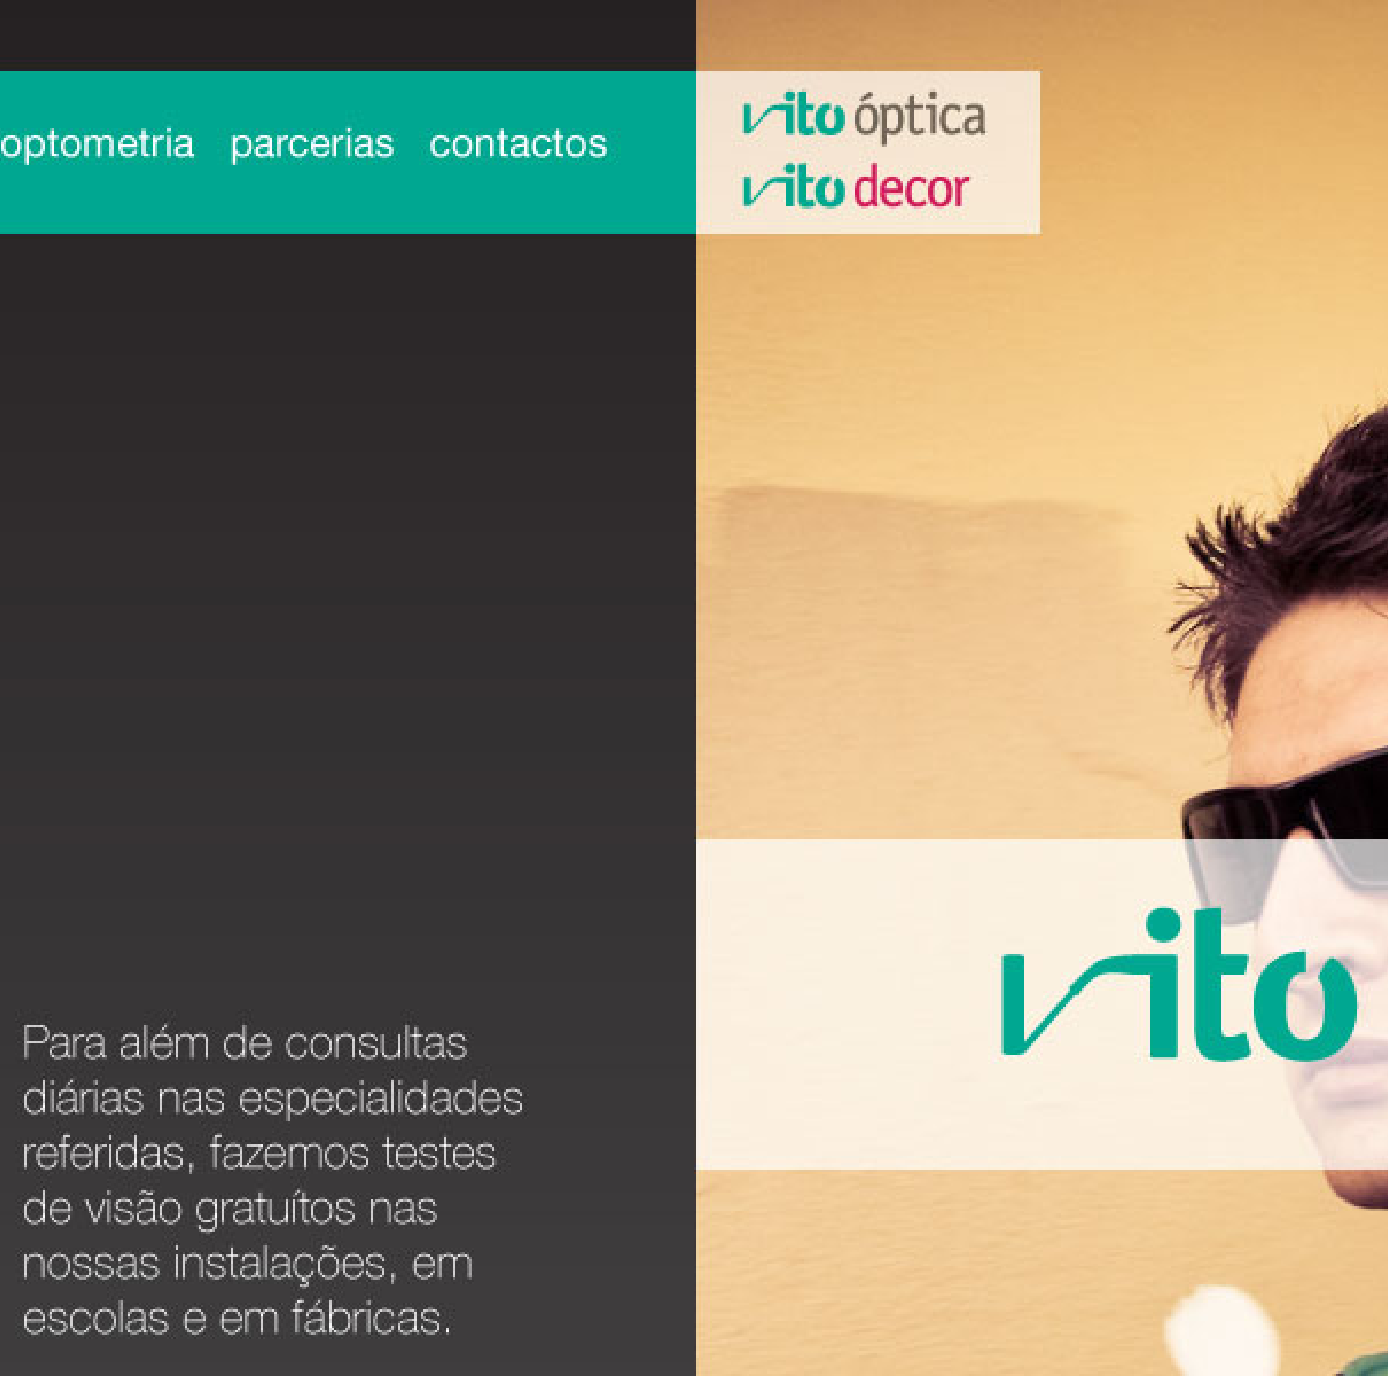 optometria parcerias contactos
vito óptica
vito decor
vito
Para além de consultas
diárias nas especialidades
referidas, fazemos testes
de visão gratuítos nas
nossas instalações, em
escolas e em fábricas.